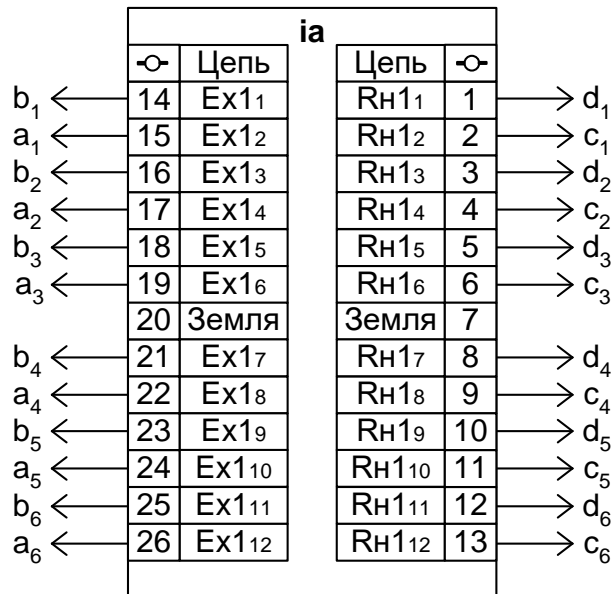 ia
Цепь Цепь
b1 14 Ex11 Rн11 1 d1
a1 15 Ex12 Rн12 2 c1
b2 16 Ex13 Rн13 3 d2
a2 17 Ex14 Rн14 4 c2
b3 18 Ex15 Rн15 5 d3
a3 19 Ex16 Rн16 6 c3
20 Земля Земля 7
b4 21 Ex17 Rн17 8 d4
a4 22 Ex18 Rн18 9 c4
b5 23 Ex19 Rн19 10 d5
a5 24 Ex110 Rн110 11 c5
b6 25 Ex111 Rн111 12 d6
a6 26 Ex112 Rн112 13 c6